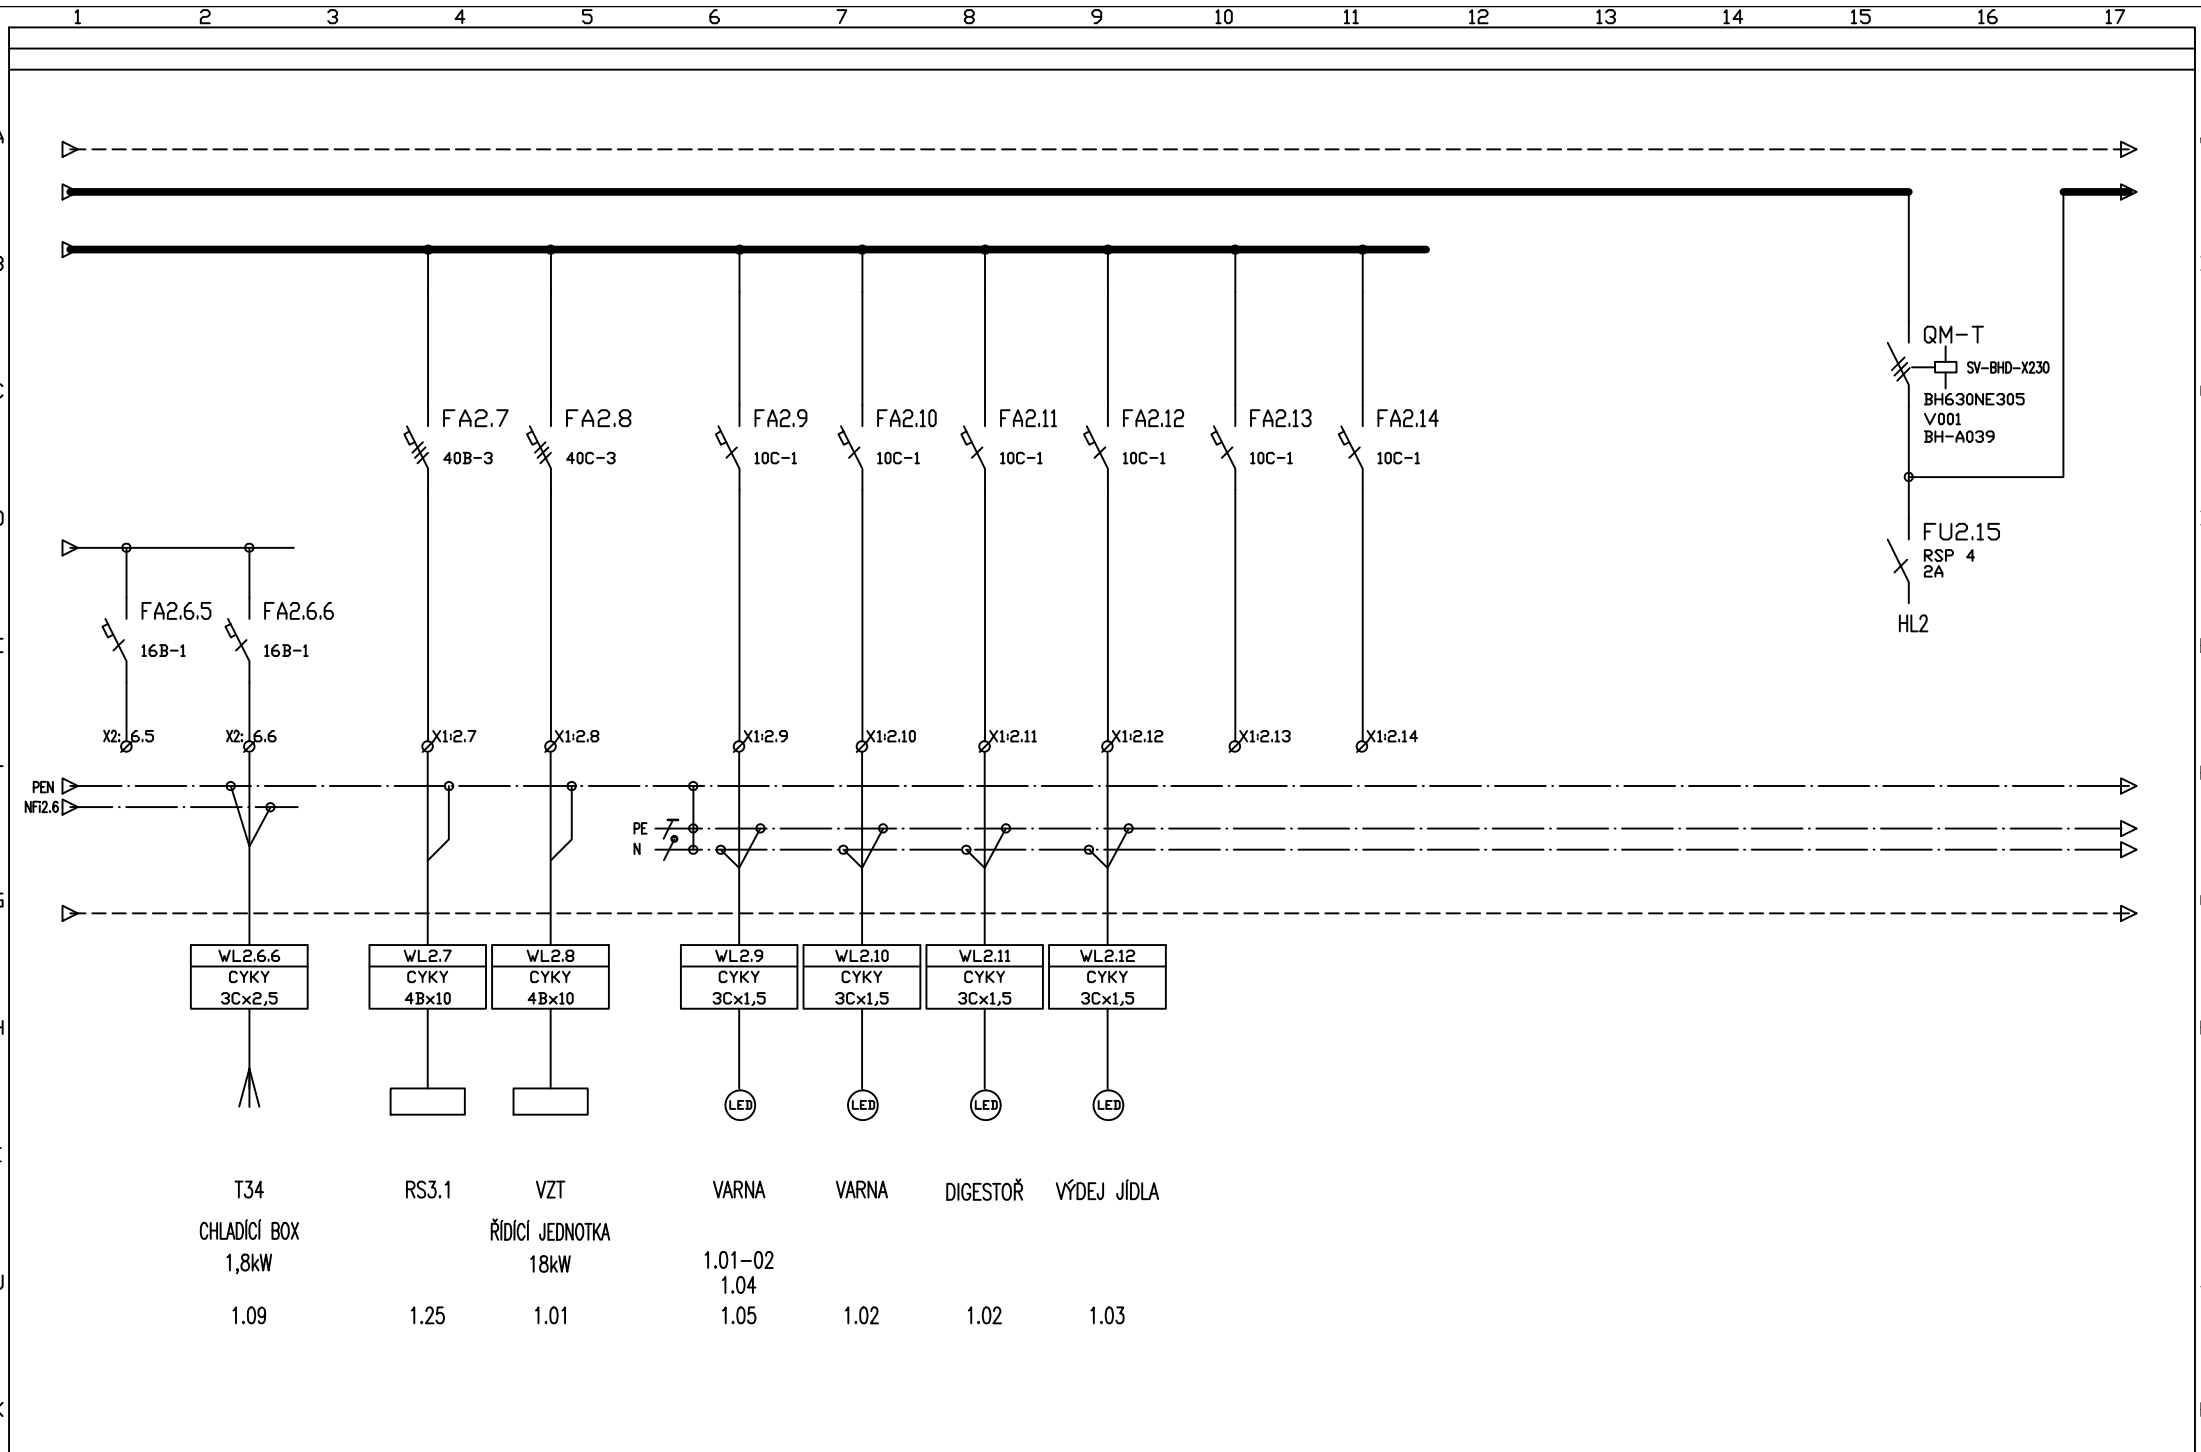 1 2 3 4 5 6 7 8 9 10 11 12 13 14 15 16 17
QM-T
SV-BHD-X230
BH630NE305
V001
BH-A039
FA2.7 FA2.8 FA2.9 FA2.10 FA2.11 FA2.12 FA2.13 FA2.14
40B-3 40C-3 10C-1 10C-1 10C-1 10C-1 10C-1 10C-1
FU2.15
RSP 4
2A
HL2
FA2.6.5 FA2.6.6
16B-1 16B-1
X2: 6.5 X2: 6.6 X1:2.7 X1:2.8 X1:2.9 X1:2.10 X1:2.11 X1:2.12 X1:2.13 X1:2.14
PEN
NFi2.6
PE
N
WL2.6.6 WL2.7 WL2.8 WL2.9 WL2.10 WL2.11 WL2.12
CYKY CYKY CYKY CYKY CYKY CYKY CYKY
3Cx2,5 4Bx10 4Bx10 3Cx1,5 3Cx1,5 3Cx1,5 3Cx1,5
LED LED LED LED
T34 RS3.1 VZT VARNA VARNA DIGESTOŘ VÝDEJ JÍDLA
CHLADÍCÍ BOX ŘÍDÍCÍ JEDNOTKA
1,8kW 18kW 1.01-02
1.04
1.09 1.25 1.01 1.05 1.02 1.02 1.03